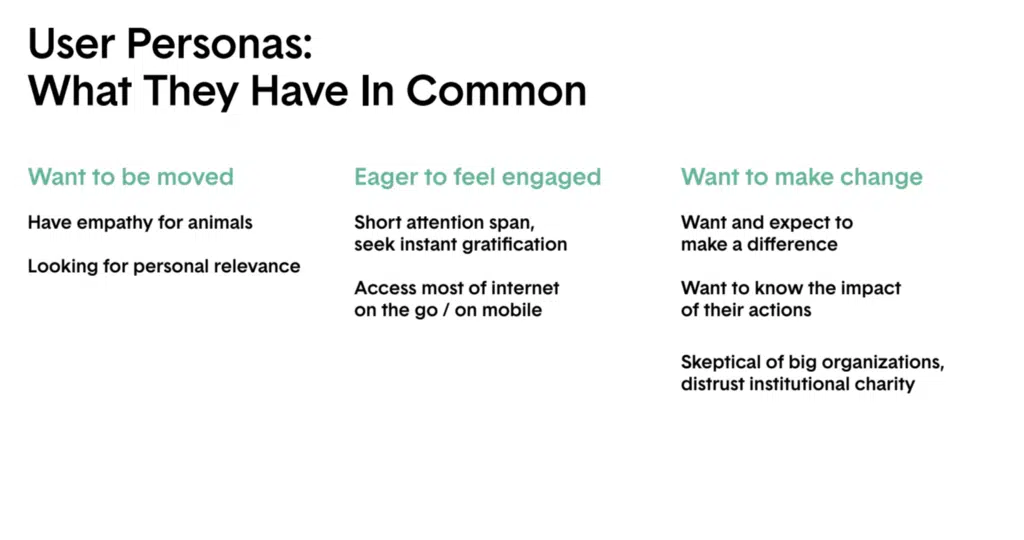 User Personas:
What They Have In Common
Want to be moved
Have empathy for animals
Looking for personal relevance
Eager to feel engaged
Short attention span,
seek instant gratification
Access most of internet
on the go / on mobile
Want to make change
Want and expect to
make a difference
Want to know the impact
of their actions
Skeptical of big organizations,
distrust institutional charity